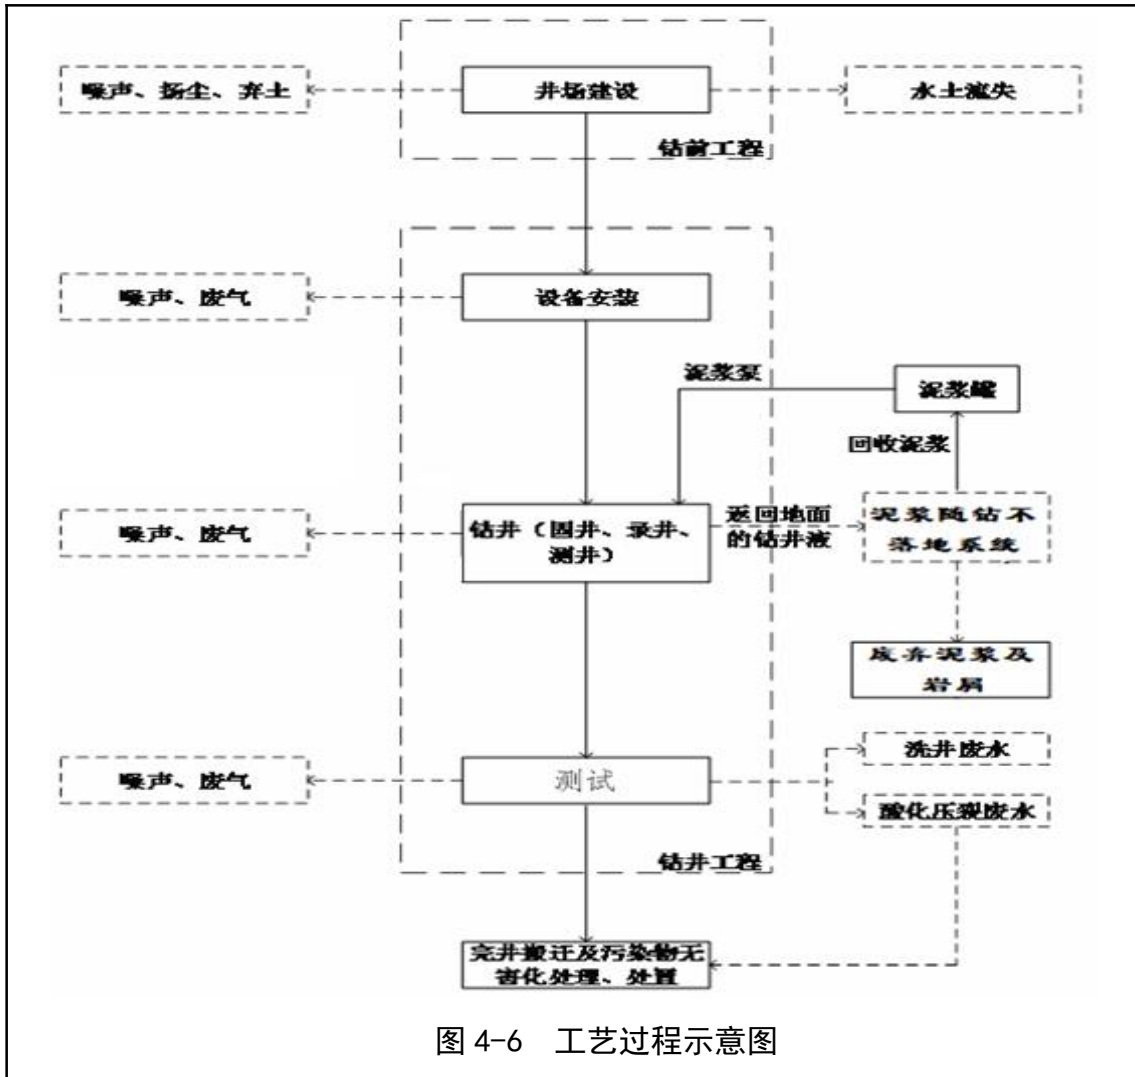 噪声、扬尘、弃土
井场建设
水土流失
钻前工程
噪声、废气
设备安装
泥浆泵
泥浆罐
回收泥浆
噪声、废气
钻井（固井、录井、
测井）
返回地面
的钻井液
泥浆随钻不
落地系统
废弃泥浆及
岩屑
噪声、废气
测试
洗井废水
酸化压裂废水
钻井工程
完井搬迁及污染物无
害化处理、处置
图 4-6 工艺过程示意图